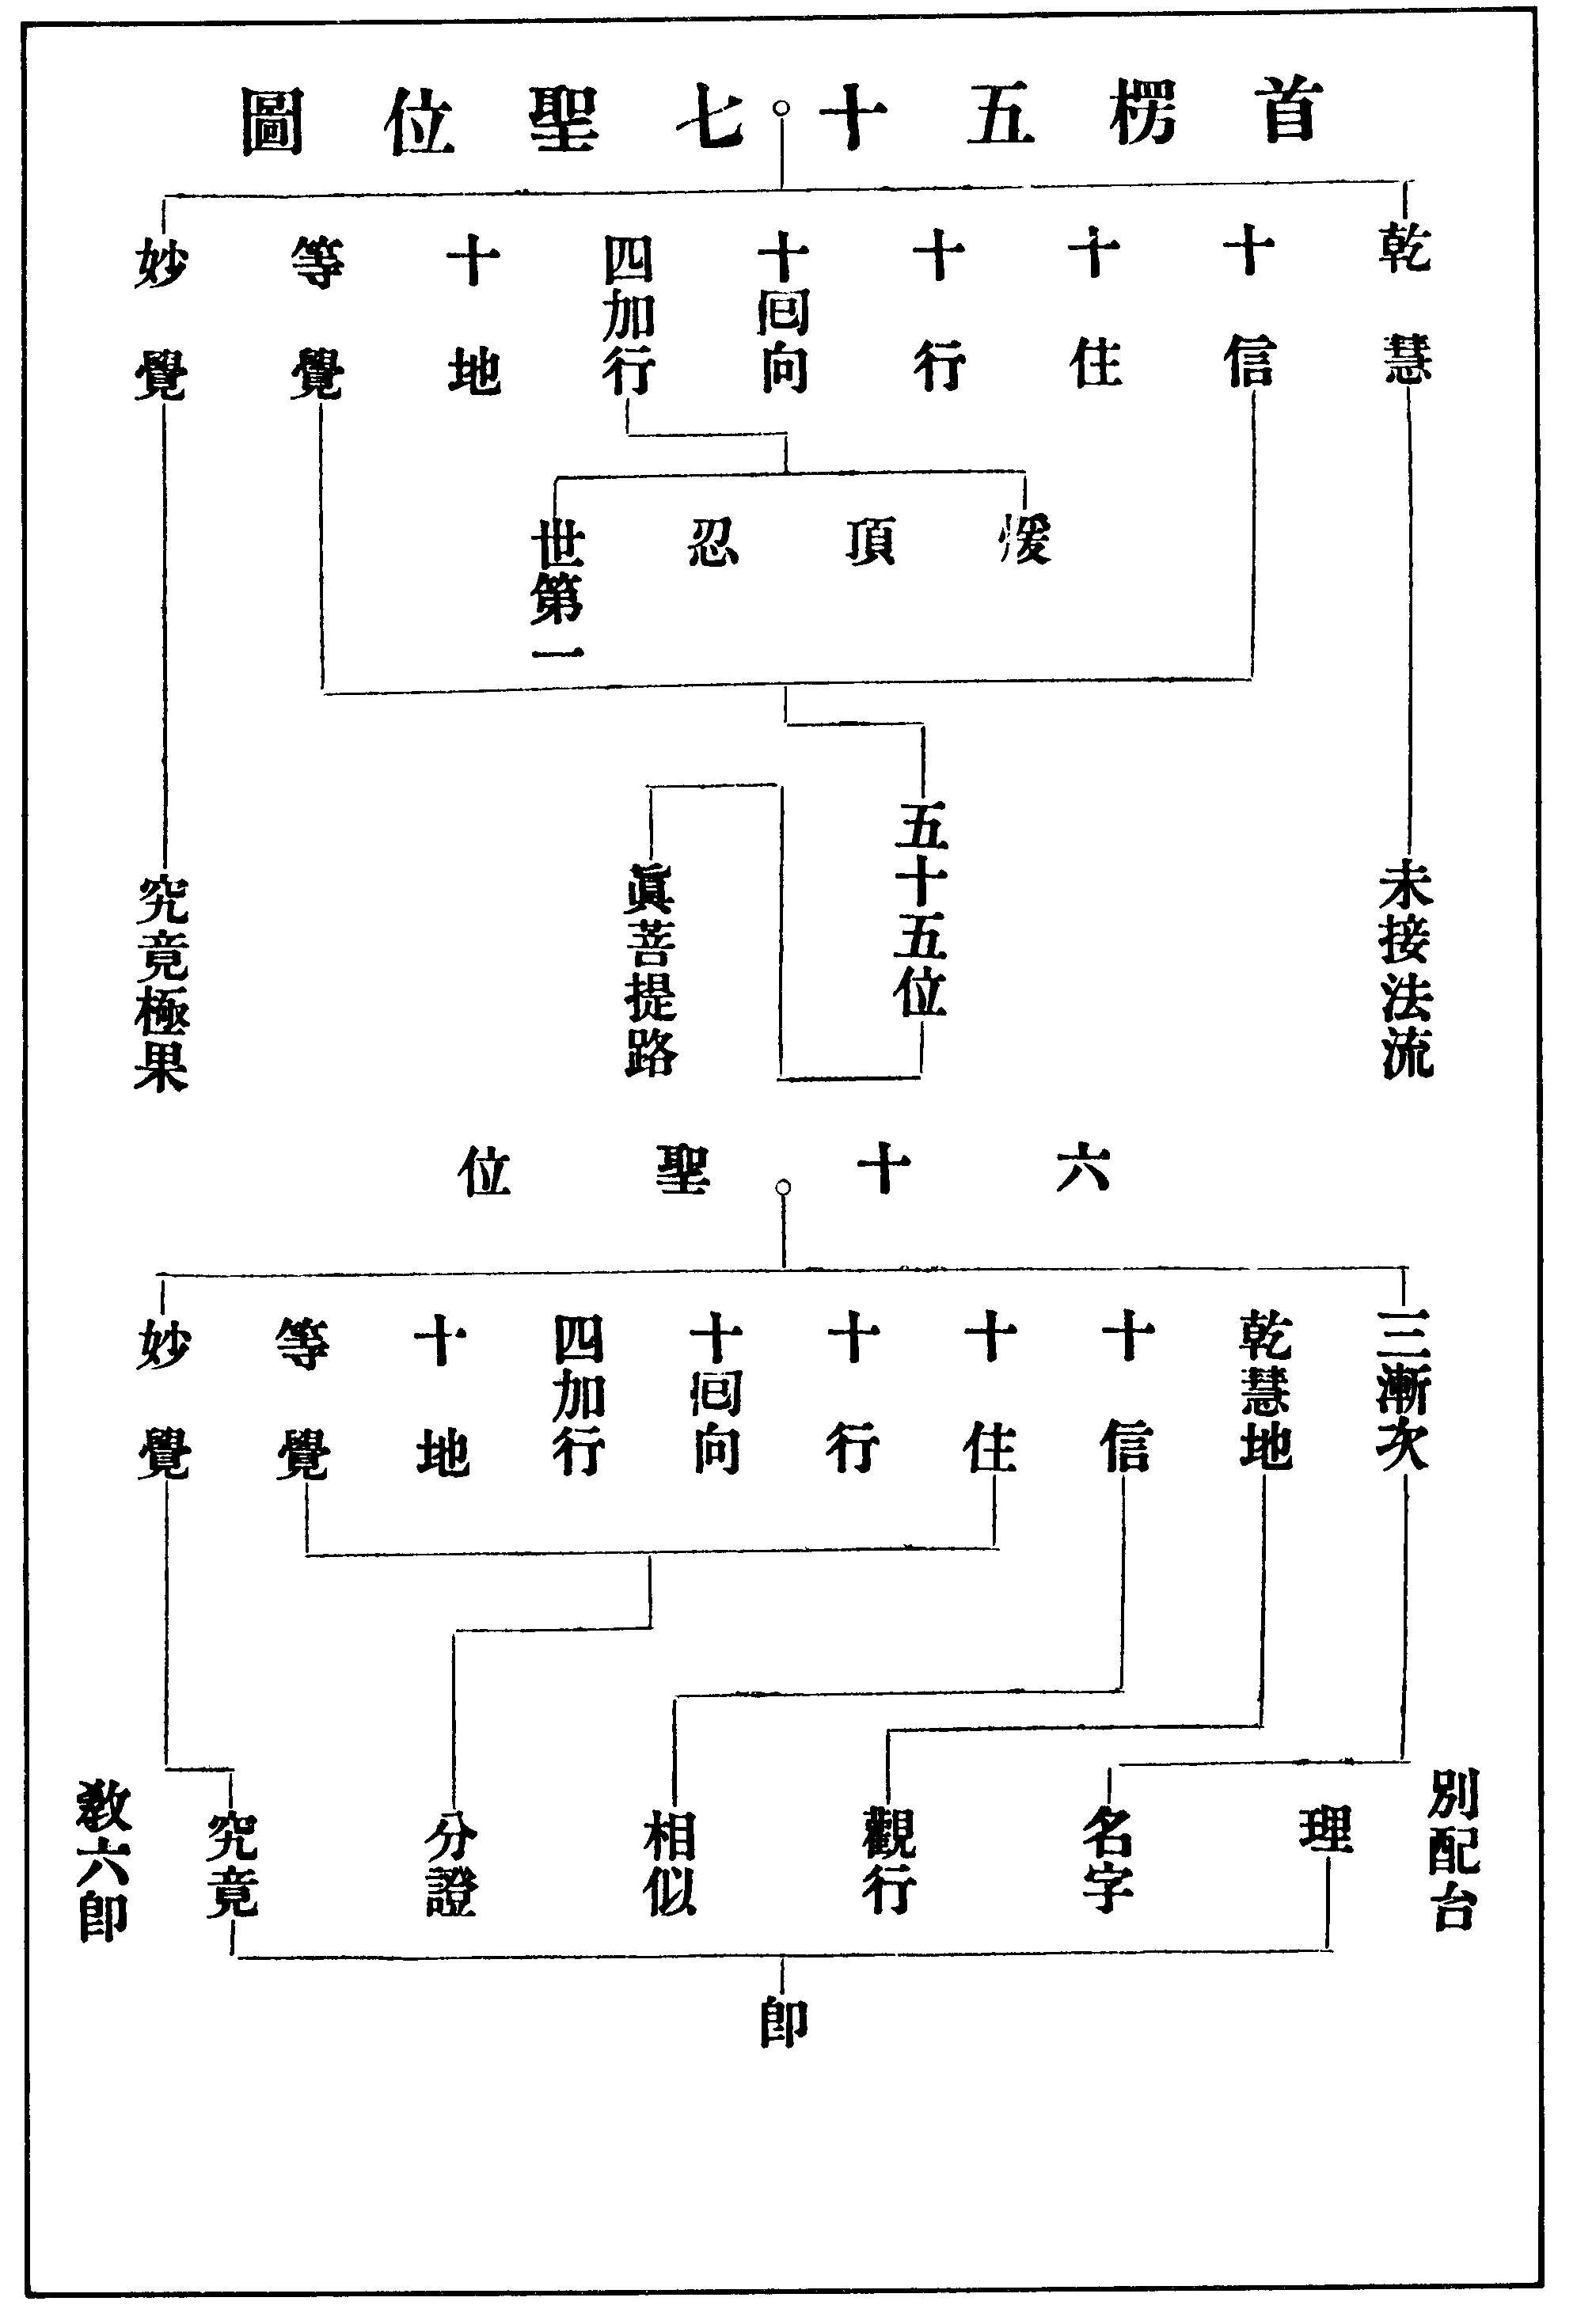 首楞五十七聖位圖
乾慧
十信
十住
十行
十囘向
四加行
十地
等覺
妙覺
煖
頂
忍
世第一
未接法流
五十五位
眞菩提路
究竟極果
六十聖位
三漸次
乾慧地
十信
十住
十行
十囘向
四加行
十地
等覺
妙覺
別配台
理
名字
觀行
相似
分證
究竟
教六卽
卽